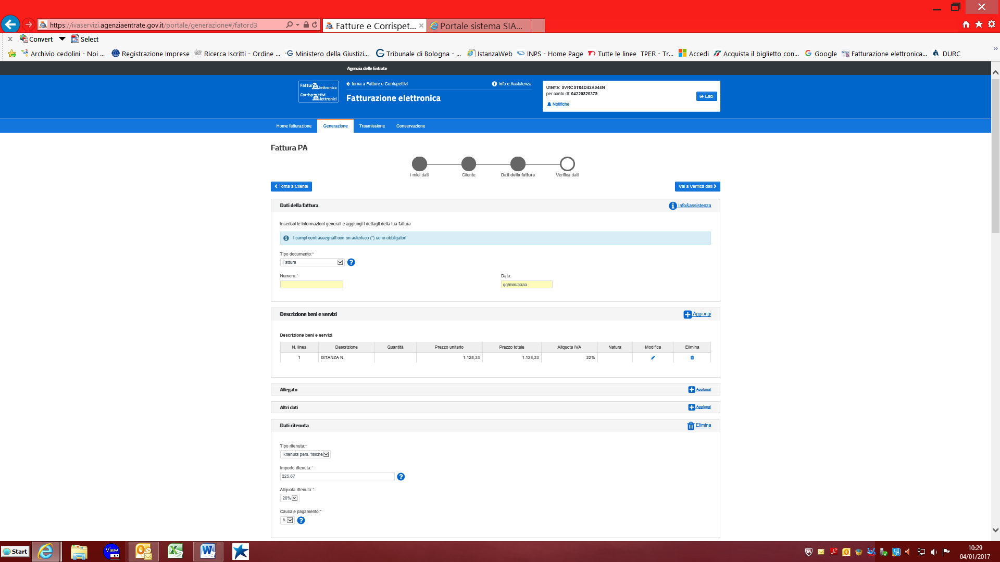 https://ivaservizi.agenziaentrate.gov.it/portale/generazione#/fatord3
Fatture e Corrispet...
Portale sistema SIA...
Convert
Select
Archivio cedolini - Noi ...
Registrazione Imprese
Ricerca Iscritti - Ordine ...
Ministero della Giustizi...
Tribunale di Bologna - ...
IstanzaWeb
INPS - Home Page
Tutte le linee TPER - Tr...
Accedi
Acquista il biglietto con...
Google
Fatturazione elettronica...
DURC
Agenzia delle Entrate
Fattur@ Elettronica
Corrispettivi Elettronici
torna a Fatture e Corrispettivi
Info e Assistenza
Fatturazione elettronica
Utente: SVRCST64D42A944N
per conto di: 04220820379
Notifiche
Esci
Home fatturazione
Generazione
Trasmissione
Conservazione
Fattura PA
I miei dati
Cliente
Dati della fattura
Verifica dati
Torna a Cliente
Vai a Verifica dati
Dati della fattura
Info&assistenza
Inserisci le informazioni generali e aggiungi i dettagli della tua fattura
I campi contrassegnati con un asterisco (*) sono obbligatori
Tipo documento:*
Fattura
Numero:*
Data:
gg/mm/aaaa
Descrizione beni e servizi
Aggiungi
Descrizione beni e servizi
N. linea Descrizione Quantità Prezzo unitario Prezzo totale Aliquota IVA Natura Modifica Elimina
1 ISTANZA N. 1.128,33 1.128,33 22%
Allegato
Aggiungi
Altri dati
Aggiungi
Dati ritenuta
Elimina
Tipo ritenuta:*
Ritenuta pers. fisiche
Importo ritenuta:*
225,67
Aliquota ritenuta:*
20%
Causale pagamento:*
A
Start
View
N1
10:29
04/01/2017